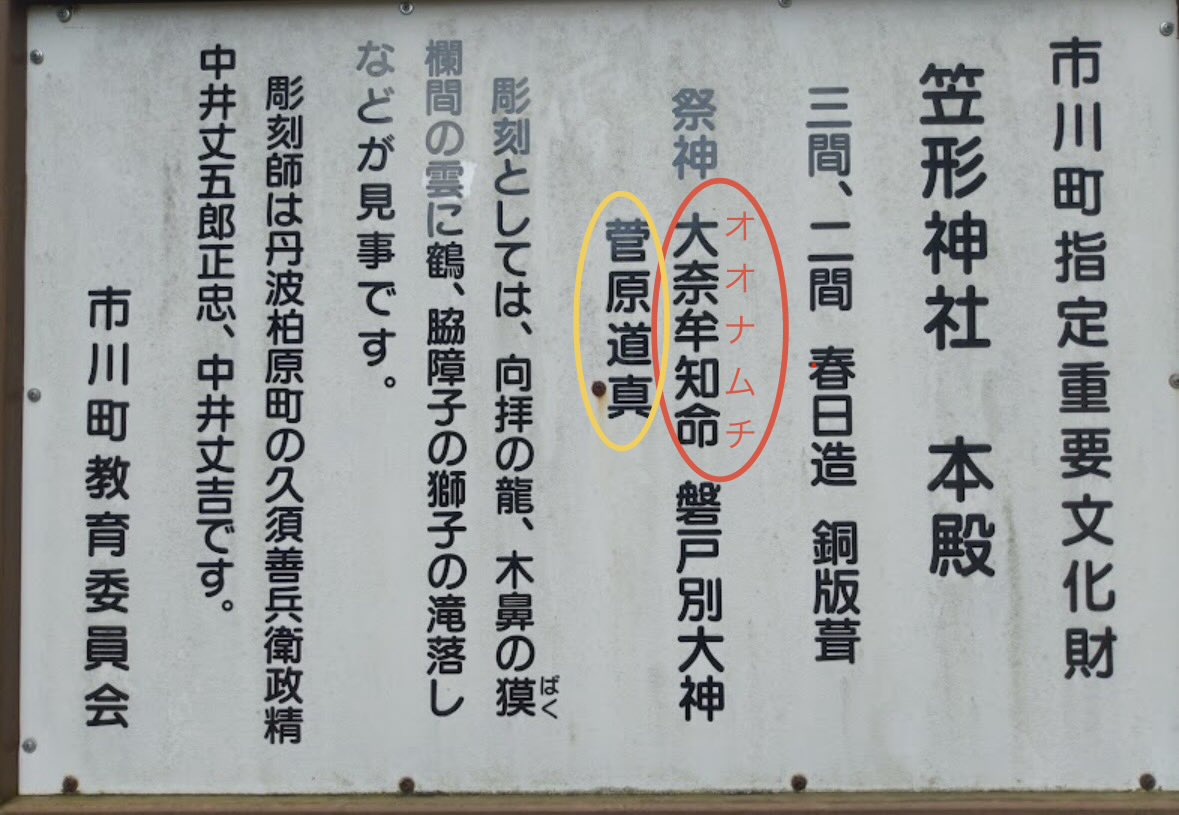 市川町指定重要文化財
笠形神社 本殿
三間、二間 春日造 銅版葺
祭神 大奈牟知命 磐戸別大神
オオナムチ
菅原道真
彫刻としては、向拝の龍、木鼻の獏
ばく
欄間の雲に鶴、脇障子の獅子の滝落し
などが見事です。
彫刻師は丹波柏原町の久須善兵衛政精
中井丈五郎正忠、中井丈吉です。
市川町教育委員会